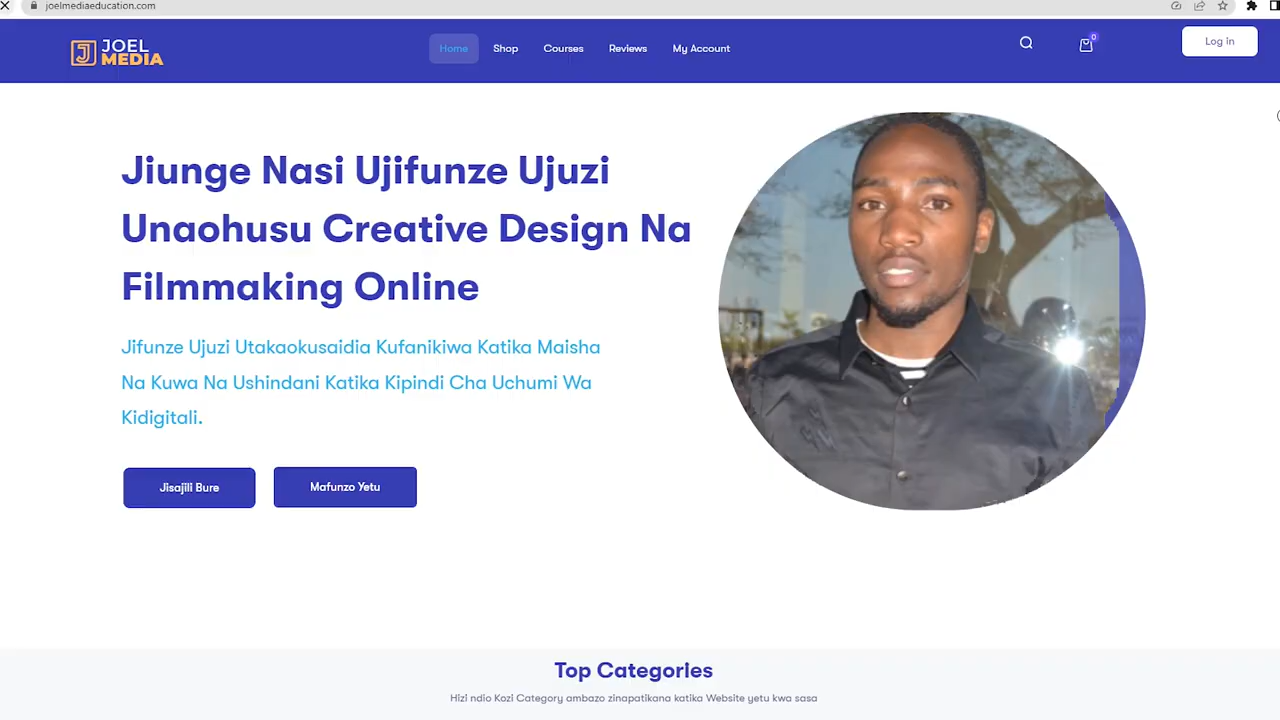 joelmediaeducation.com
JOEL
MEDIA
Home Shop Courses Reviews My Account
0
Log in
Jiunge Nasi Ujifunze Ujuzi
Unaohusu Creative Design Na
Filmmaking Online
Jifunze Ujuzi Utakaokusaidia Kufanikiwa Katika Maisha
Na Kuwa Na Ushindani Katika Kipindi Cha Uchumi Wa
Kidigitali.
Jisajili Bure
Mafunzo Yetu
Top Categories
Hizi ndio Kozi Category ambazo zinapatikana katika Website yetu kwa sasa